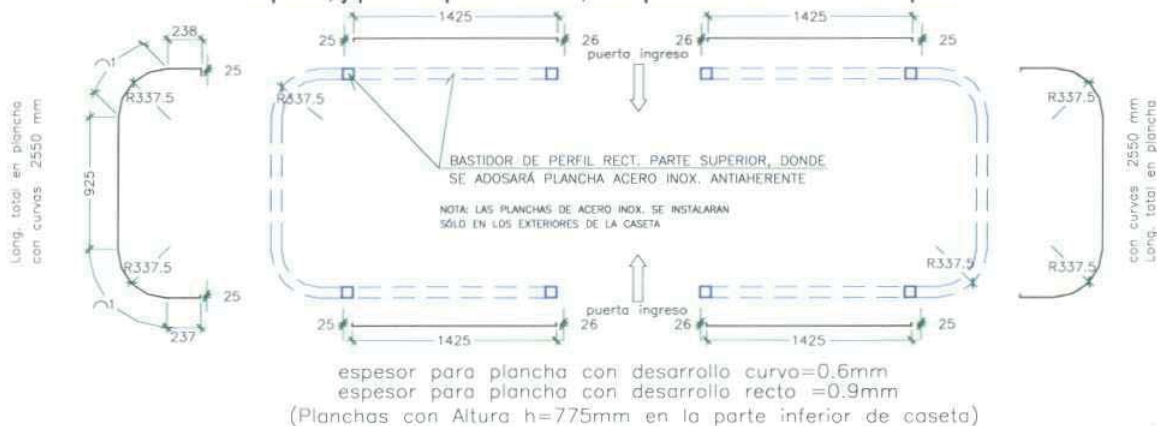 1425
1425
238
25
26
26
25
puerta ingreso
25
R337.5
R337.5
R337.5
Long. total en plancha
con curvas 2550 mm
925
BASTIDOR DE PERFIL RECT. PARTE SUPERIOR, DONDE
SE ADOSARÁ PLANCHA ACERO INOX. ANTIAHERENTE
NOTA: LAS PLANCHAS DE ACERO INOX. SE INSTALARAN
SÓLO EN LOS EXTERIORES DE LA CASETA
con curvas 2550 mm
Long. total en plancha
R337.5
R337.5
R337.5
25
237
25
26
puerta ingreso
26
25
1425
1425
espesor para plancha con desarrollo curvo=0.6mm
espesor para plancha con desarrollo recto =0.9mm
(Planchas con Altura h=775mm en la parte inferior de caseta)